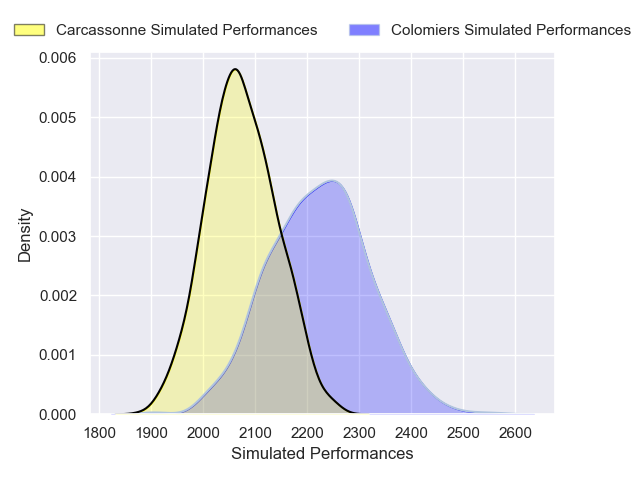 Carcassonne Simulated Performances
Colomiers Simulated Performances
0.006
0.005
0.004
0.003
0.002
0.001
0.000
Density
1800 1900 2000 2100 2200 2300 2400 2500 2600
Simulated Performances